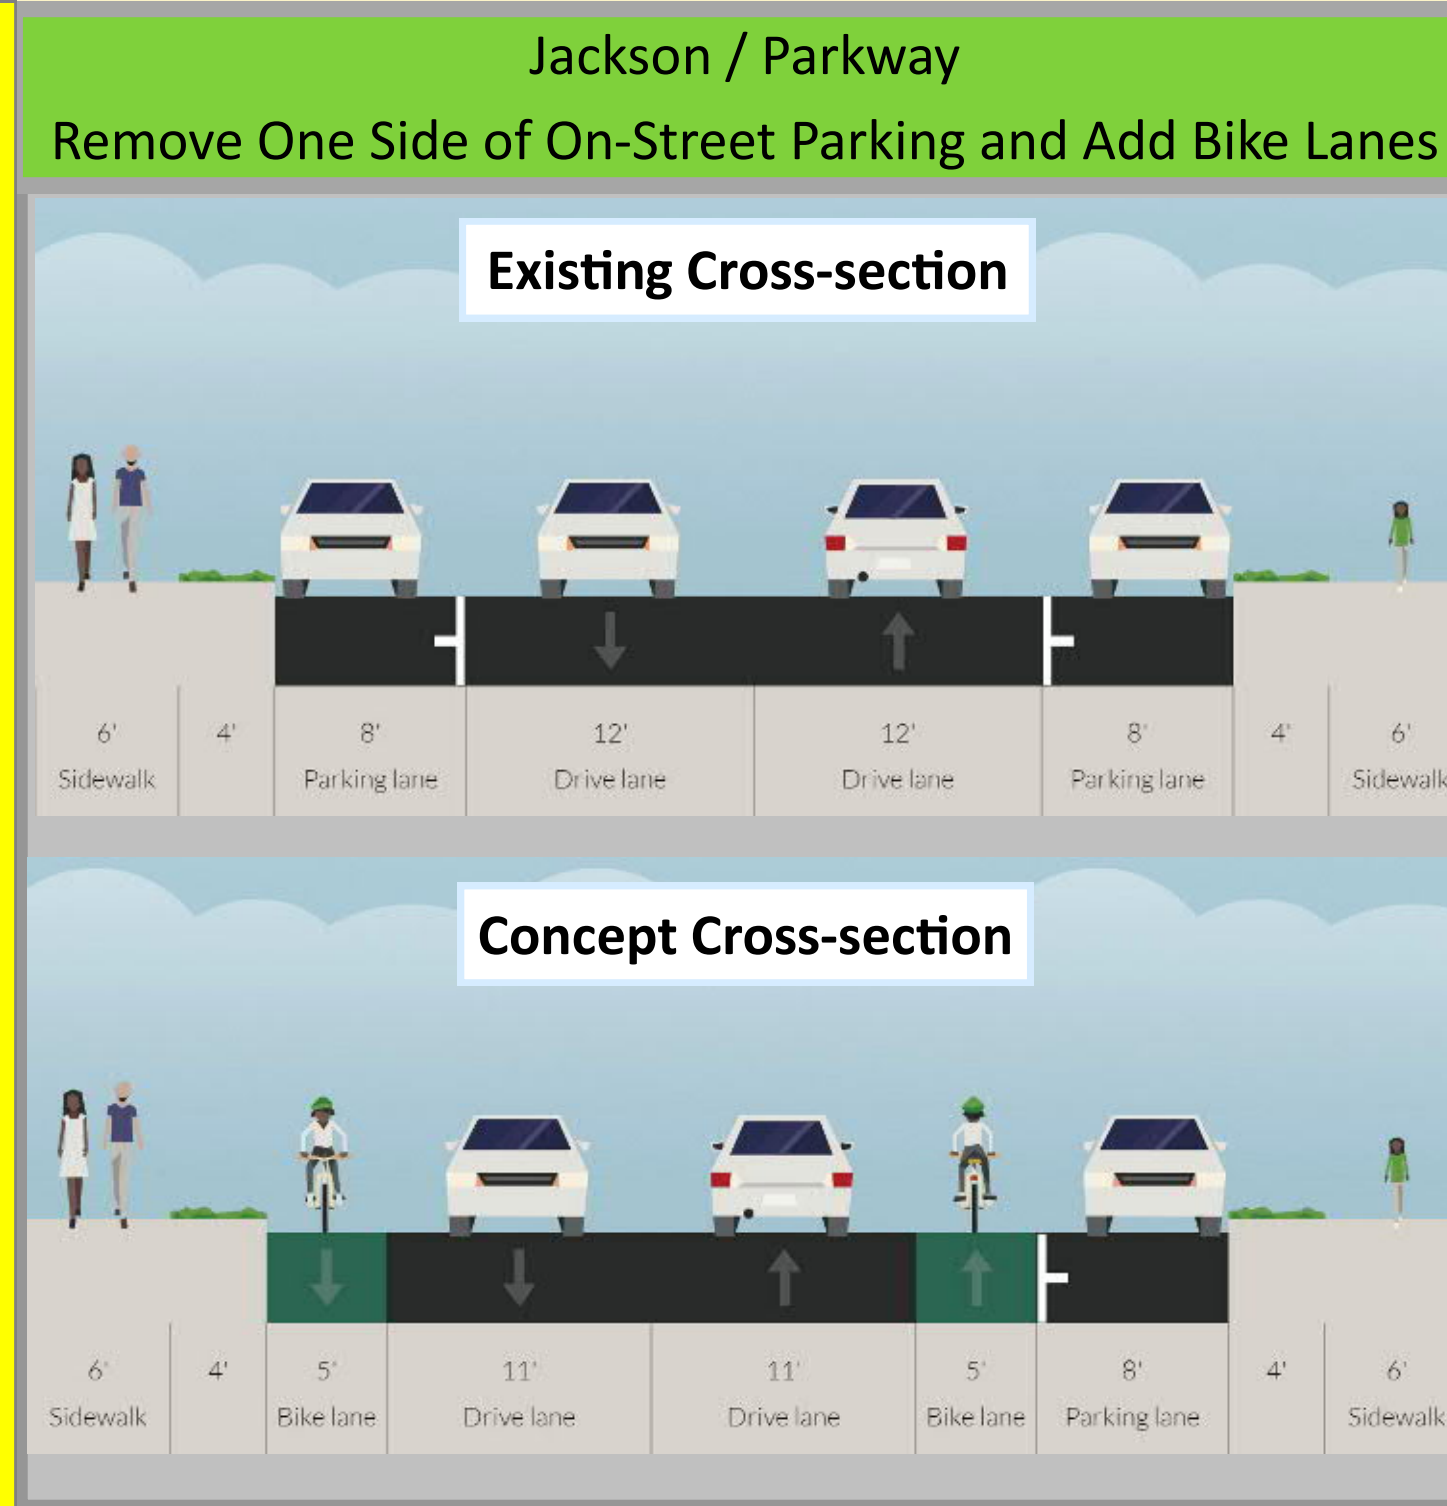 Jackson / Parkway
Remove One Side of On-Street Parking and Add Bike Lanes
Existing Cross-section
6' 4' 8' 12' 12' 8' 4' 6'
Sidewalk Parking lane Drive lane Drive lane Parking lane Sidewalk
Concept Cross-section
6' 4' 5' 11' 11' 5' 8' 4' 6'
Sidewalk Bike lane Drive lane Drive lane Bike lane Parking lane Sidewalk